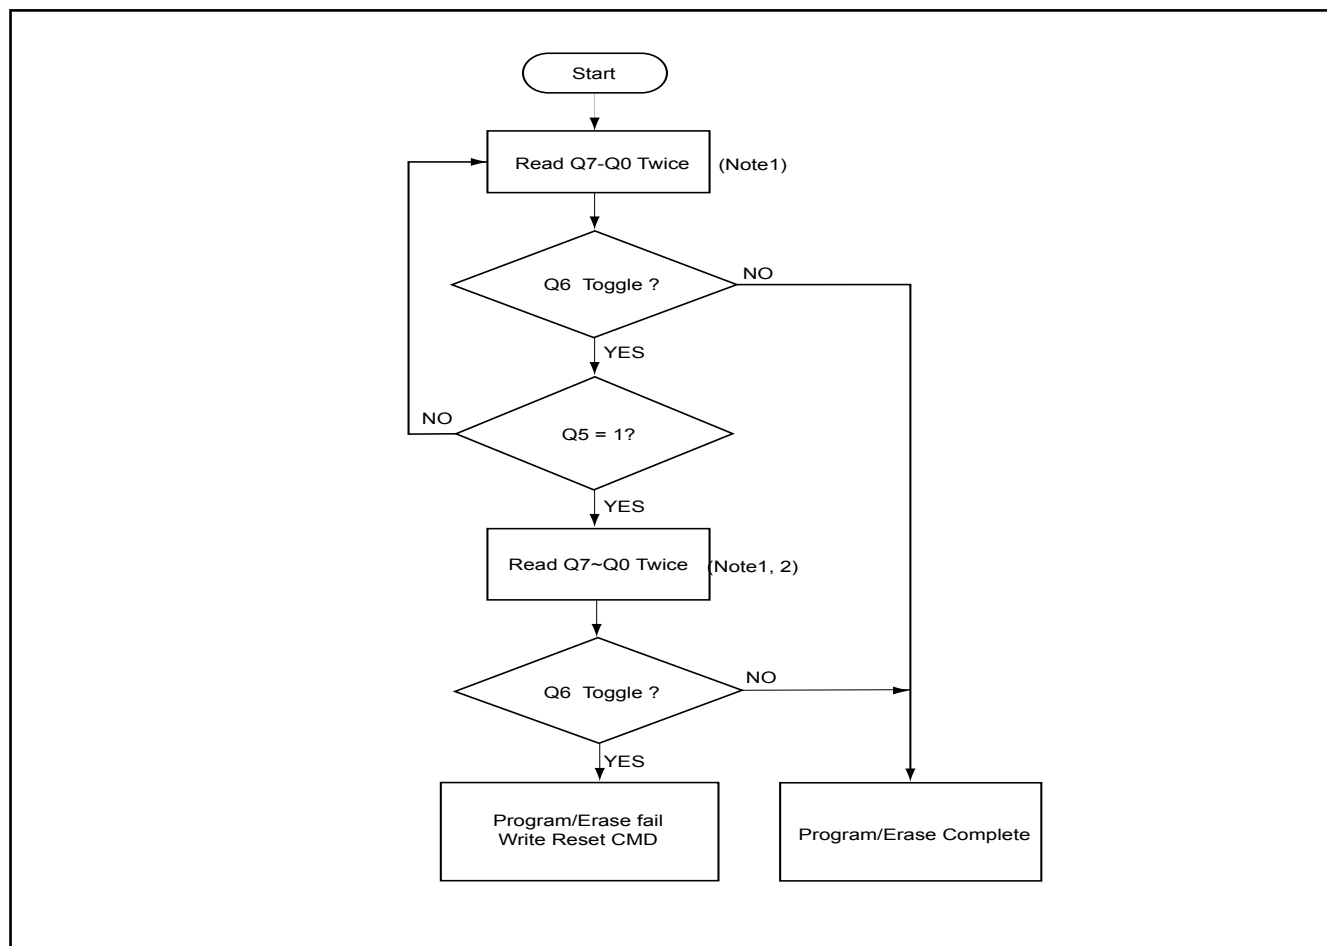 Start
Read Q7-Q0 Twice
(Note1)
Q6 Toggle ?
NO
YES
NO
Q5 = 1?
YES
Read Q7~Q0 Twice
(Note1, 2)
Q6 Toggle ?
NO
YES
Program/Erase fail
Write Reset CMD
Program/Erase Complete